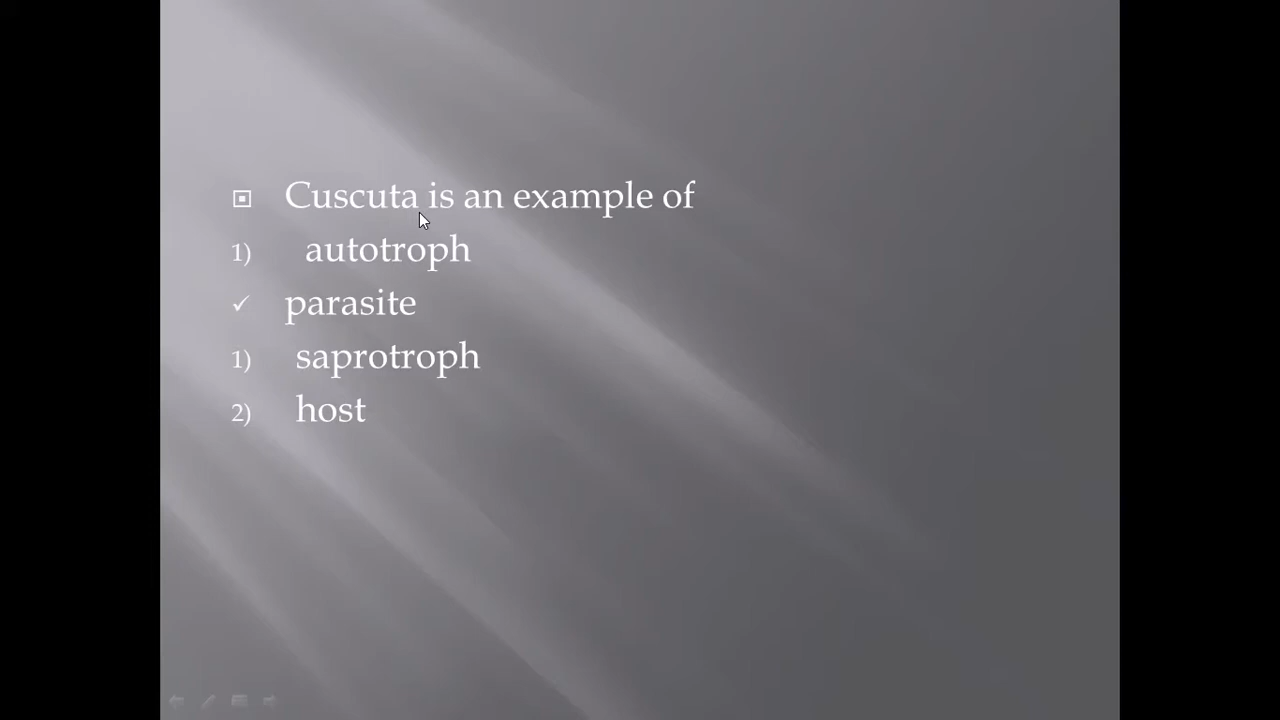 Cuscuta is an example of
1) autotroph
✓ parasite
1) saprotroph
2) host